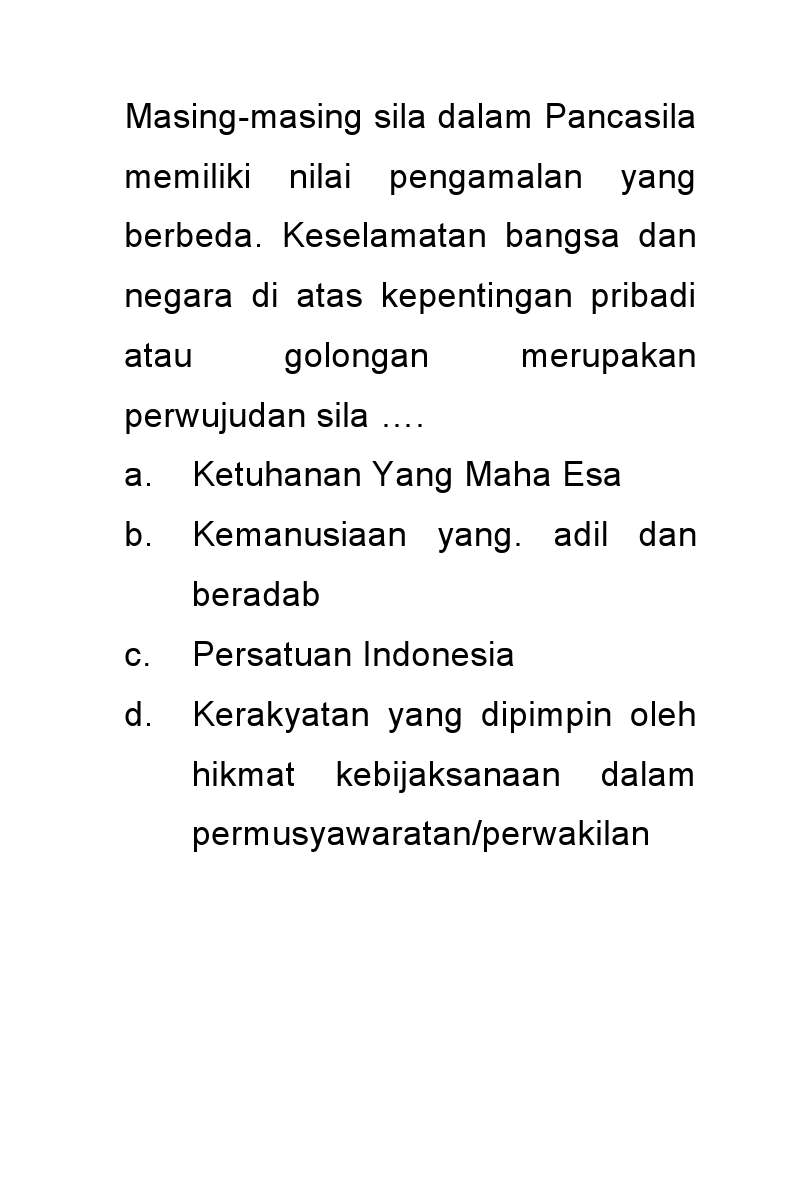 Masing-masing sila dalam Pancasila
memiliki nilai pengamalan yang
berbeda. Keselamatan bangsa dan
negara di atas kepentingan pribadi
atau golongan merupakan
perwujudan sila ….
a. Ketuhanan Yang Maha Esa
b. Kemanusiaan yang. adil dan
beradab
c. Persatuan Indonesia
d. Kerakyatan yang dipimpin oleh
hikmat kebijaksanaan dalam
permusyawaratan/perwakilan